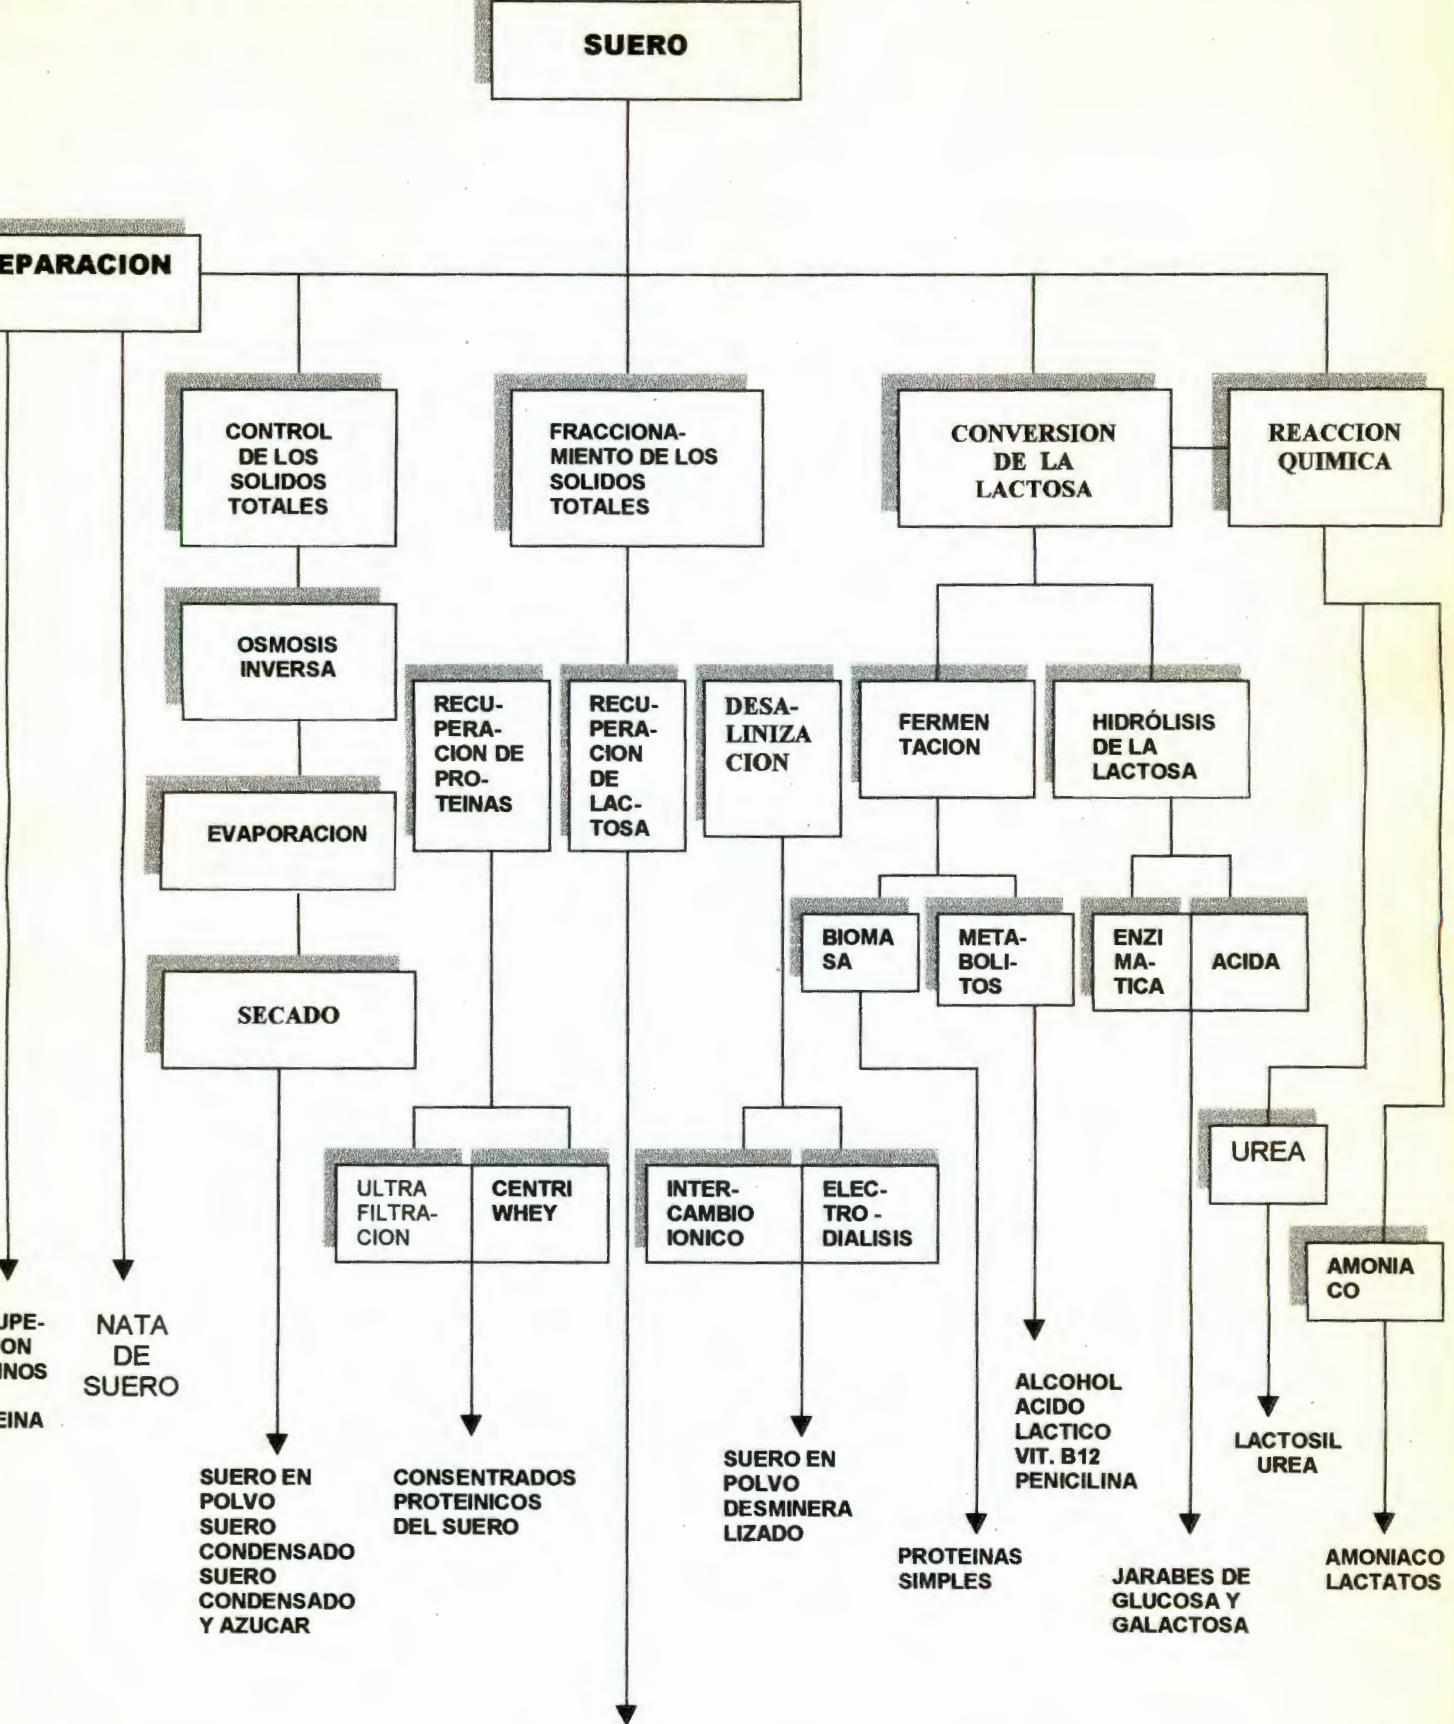 SUERO
EPARACION
CONTROL
DE LOS
SOLIDOS
TOTALES
FRACCIONA-
MIENTO DE LOS
SOLIDOS
TOTALES
CONVERSION
DE LA
LACTOSA
REACCION
QUIMICA
OSMOSIS
INVERSA
RECU-
PERA-
CION DE
PRO-
TEINAS
RECU-
PERA-
CION
DE
LAC-
TOSA
DESA-
LINIZA
CION
FERMEN
TACION
HIDRÓLISIS
DE LA
LACTOSA
EVAPORACION
BIOMA
SA
META-
BOLI-
TOS
ENZI
MA-
TICA
ACIDA
SECADO
UREA
ULTRA
FILTRA-
CION
CENTRI
WHEY
INTER-
CAMBIO
IONICO
ELEC-
TRO -
DIALISIS
AMONIA
CO
UPE-
ON
INOS
EINA
NATA
DE
SUERO
SUERO EN
POLVO
SUERO
CONDENSADO
SUERO
CONDENSADO
Y AZUCAR
CONSENTRADOS
PROTEINICOS
DEL SUERO
SUERO EN
POLVO
DESMINERA
LIZADO
PROTEINAS
SIMPLES
ALCOHOL
ACIDO
LACTICO
VIT. B12
PENICILINA
JARABES DE
GLUCOSA Y
GALACTOSA
LACTOSIL
UREA
AMONIACO
LACTATOS